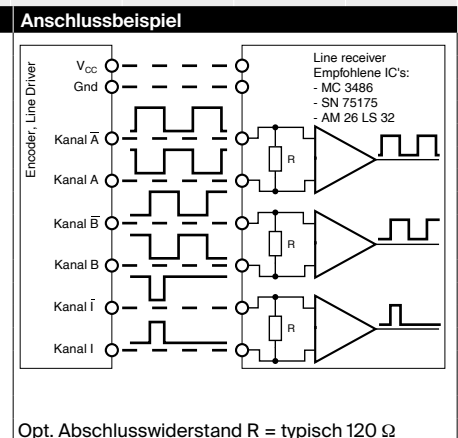 Anschlussbeispiel
Encoder, Line Driver
V_CC
Gnd
Kanal A̅
Kanal A
Kanal B̅
Kanal B
Kanal I̅
Kanal I
Line receiver
Empfohlene IC's:
- MC 3486
- SN 75175
- AM 26 LS 32
R
R
R
Opt. Abschlusswiderstand R = typisch 120 Ω